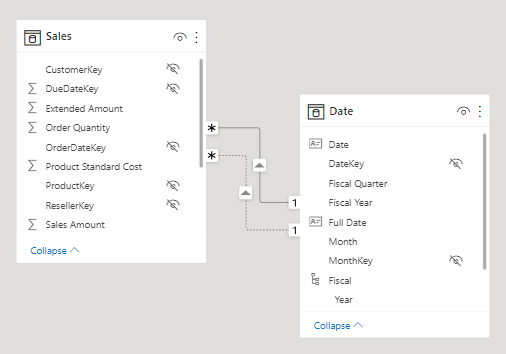 Sales
CustomerKey
DueDateKey
Extended Amount
Order Quantity
OrderDateKey
Product Standard Cost
ProductKey
ResellerKey
Sales Amount
Collapse
*
*
1
1
Date
Date
DateKey
Fiscal Quarter
Fiscal Year
Full Date
Month
MonthKey
Fiscal
Year
Collapse